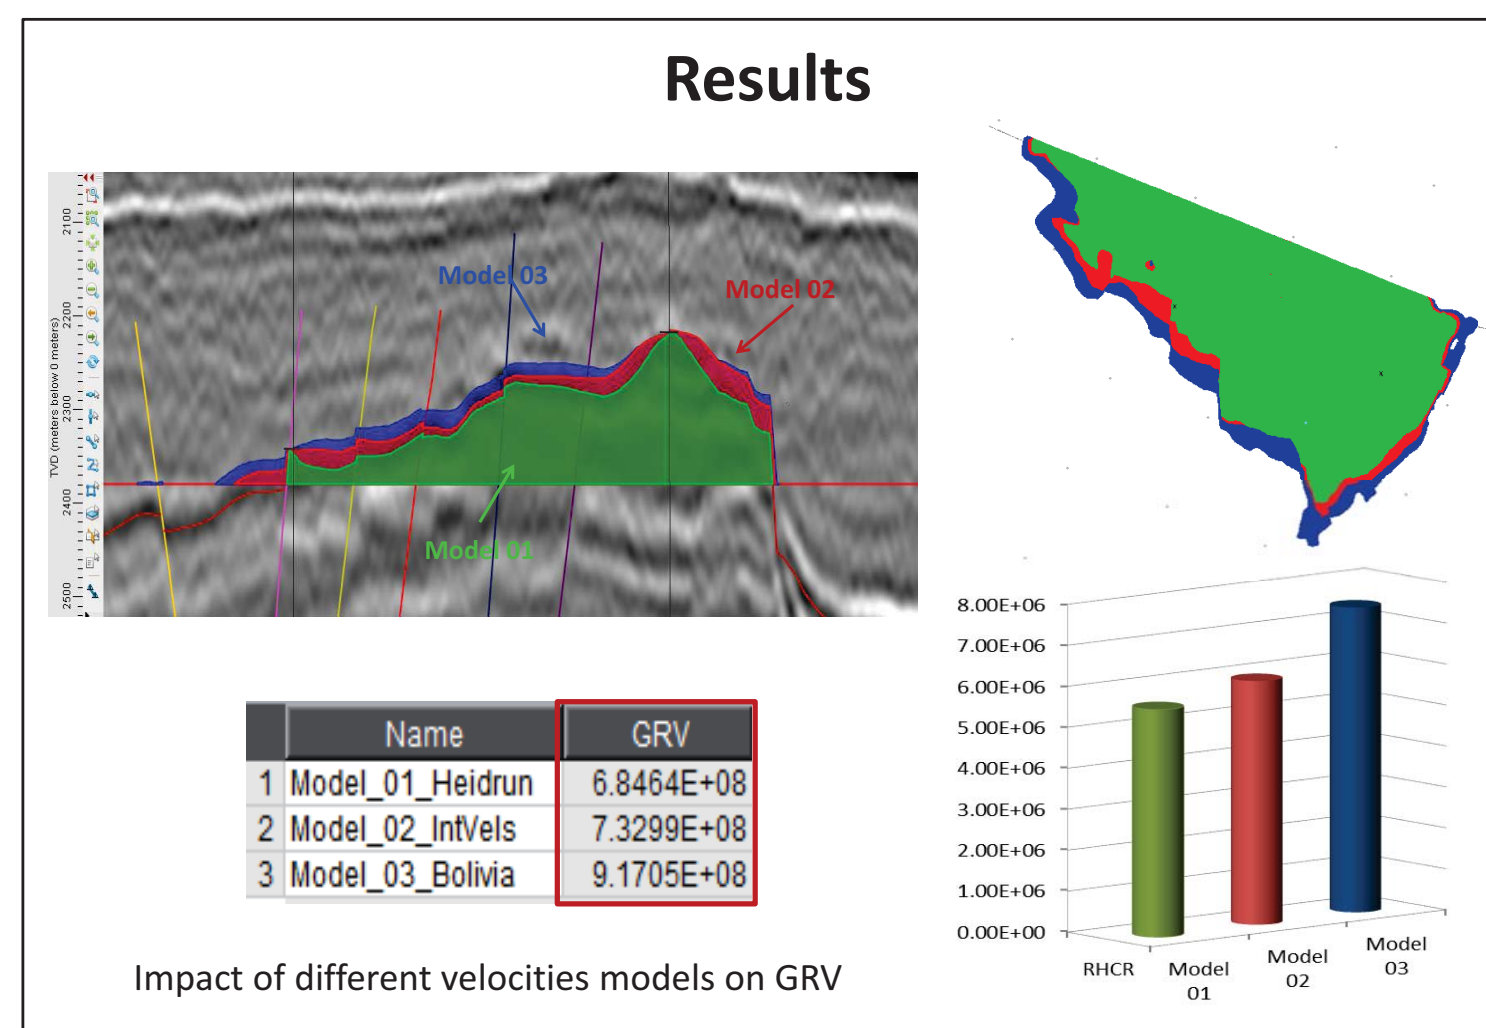 Results
2100
2200
2300
2400
2500
TVD (meters below 0 meters)
Model 03
Model 02
Model 01
Name GRV
1 Model_01_Heidrun 6.8464E+08
2 Model_02_IntVels 7.3299E+08
3 Model_03_Bolivia 9.1705E+08
Impact of different velocities models on GRV
8.00E+06
7.00E+06
6.00E+06
5.00E+06
4.00E+06
3.00E+06
2.00E+06
1.00E+06
0.00E+00
RHCR
Model
01
Model
02
Model
03